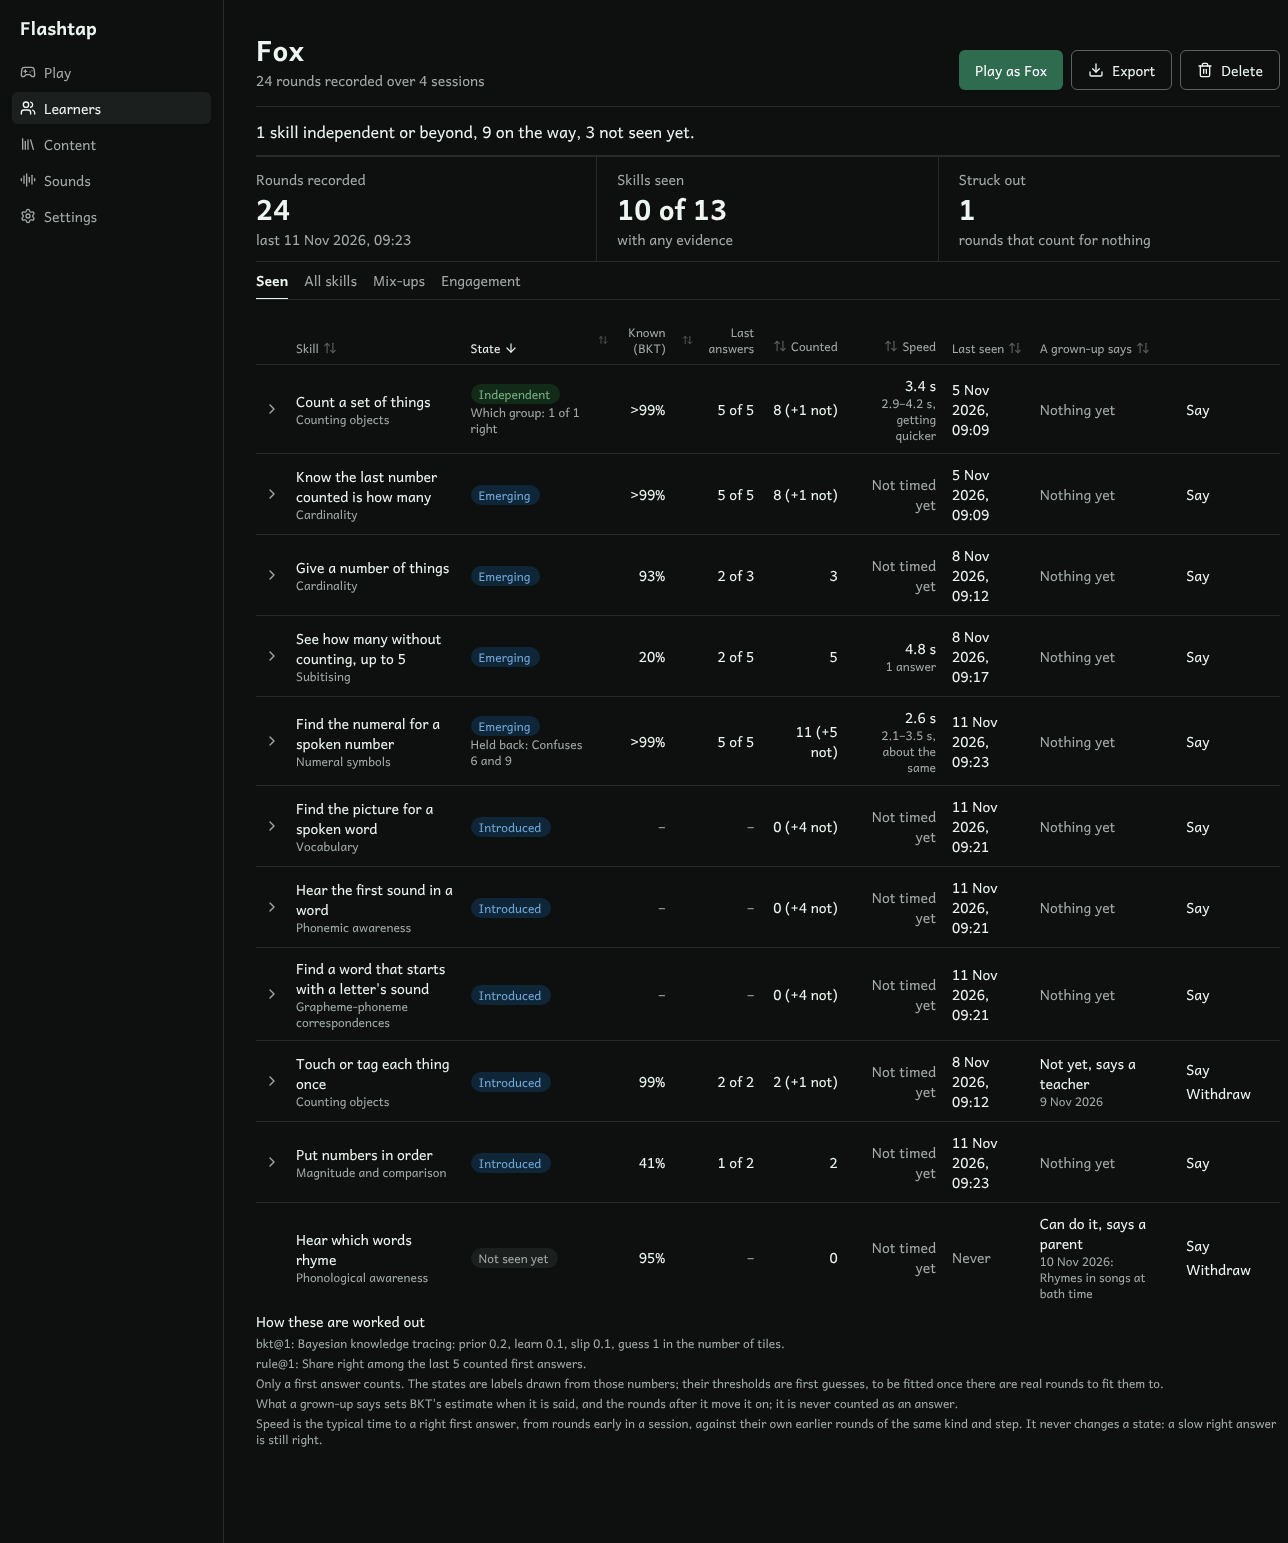 Flashtap
Play
Learners
Content
Sounds
Settings
Fox
24 rounds recorded over 4 sessions
Play as Fox
Export
Delete
1 skill independent or beyond, 9 on the way, 3 not seen yet.
Rounds recorded
24
last 11 Nov 2026, 09:23
Skills seen
10 of 13
with any evidence
Struck out
1
rounds that count for nothing
Seen
All skills
Mix-ups
Engagement
Skill
State
Known
(BKT)
Last
answers
Counted
Speed
Last seen
A grown-up says
Count a set of things
Counting objects
Independent
Which group: 1 of 1
right
>99%
5 of 5
8 (+1 not)
3.4 s
2.9–4.2 s,
getting
quicker
5 Nov
2026,
09:09
Nothing yet
Say
Know the last number
counted is how many
Cardinality
Emerging
>99%
5 of 5
8 (+1 not)
Not timed
yet
5 Nov
2026,
09:09
Nothing yet
Say
Give a number of things
Cardinality
Emerging
93%
2 of 3
3
Not timed
yet
8 Nov
2026,
09:12
Nothing yet
Say
See how many without
counting, up to 5
Subitising
Emerging
20%
2 of 5
5
4.8 s
1 answer
8 Nov
2026,
09:17
Nothing yet
Say
Find the numeral for a
spoken number
Numeral symbols
Emerging
Held back: Confuses
6 and 9
>99%
5 of 5
11 (+5
not)
2.6 s
2.1–3.5 s,
about the
same
11 Nov
2026,
09:23
Nothing yet
Say
Find the picture for a
spoken word
Vocabulary
Introduced
–
–
0 (+4 not)
Not timed
yet
11 Nov
2026,
09:21
Nothing yet
Say
Hear the first sound in a
word
Phonemic awareness
Introduced
–
–
0 (+4 not)
Not timed
yet
11 Nov
2026,
09:21
Nothing yet
Say
Find a word that starts
with a letter's sound
Grapheme-phoneme
correspondences
Introduced
–
–
0 (+4 not)
Not timed
yet
11 Nov
2026,
09:21
Nothing yet
Say
Touch or tag each thing
once
Counting objects
Introduced
99%
2 of 2
2 (+1 not)
Not timed
yet
8 Nov
2026,
09:12
Not yet, says a
teacher
9 Nov 2026
Say
Withdraw
Put numbers in order
Magnitude and comparison
Introduced
41%
1 of 2
2
Not timed
yet
11 Nov
2026,
09:23
Nothing yet
Say
Hear which words
rhyme
Phonological awareness
Not seen yet
95%
–
0
Not timed
yet
Never
Can do it, says a
parent
10 Nov 2026:
Rhymes in songs at
bath time
Say
Withdraw
How these are worked out
bkt@1: Bayesian knowledge tracing: prior 0.2, learn 0.1, slip 0.1, guess 1 in the number of tiles.
rule@1: Share right among the last 5 counted first answers.
Only a first answer counts. The states are labels drawn from those numbers; their thresholds are first guesses, to be fitted once there are real rounds to fit them to.
What a grown-up says sets BKT's estimate when it is said, and the rounds after it move it on; it is never counted as an answer.
Speed is the typical time to a right first answer, from rounds early in a session, against their own earlier rounds of the same kind and step. It never changes a state: a slow right answer
is still right.